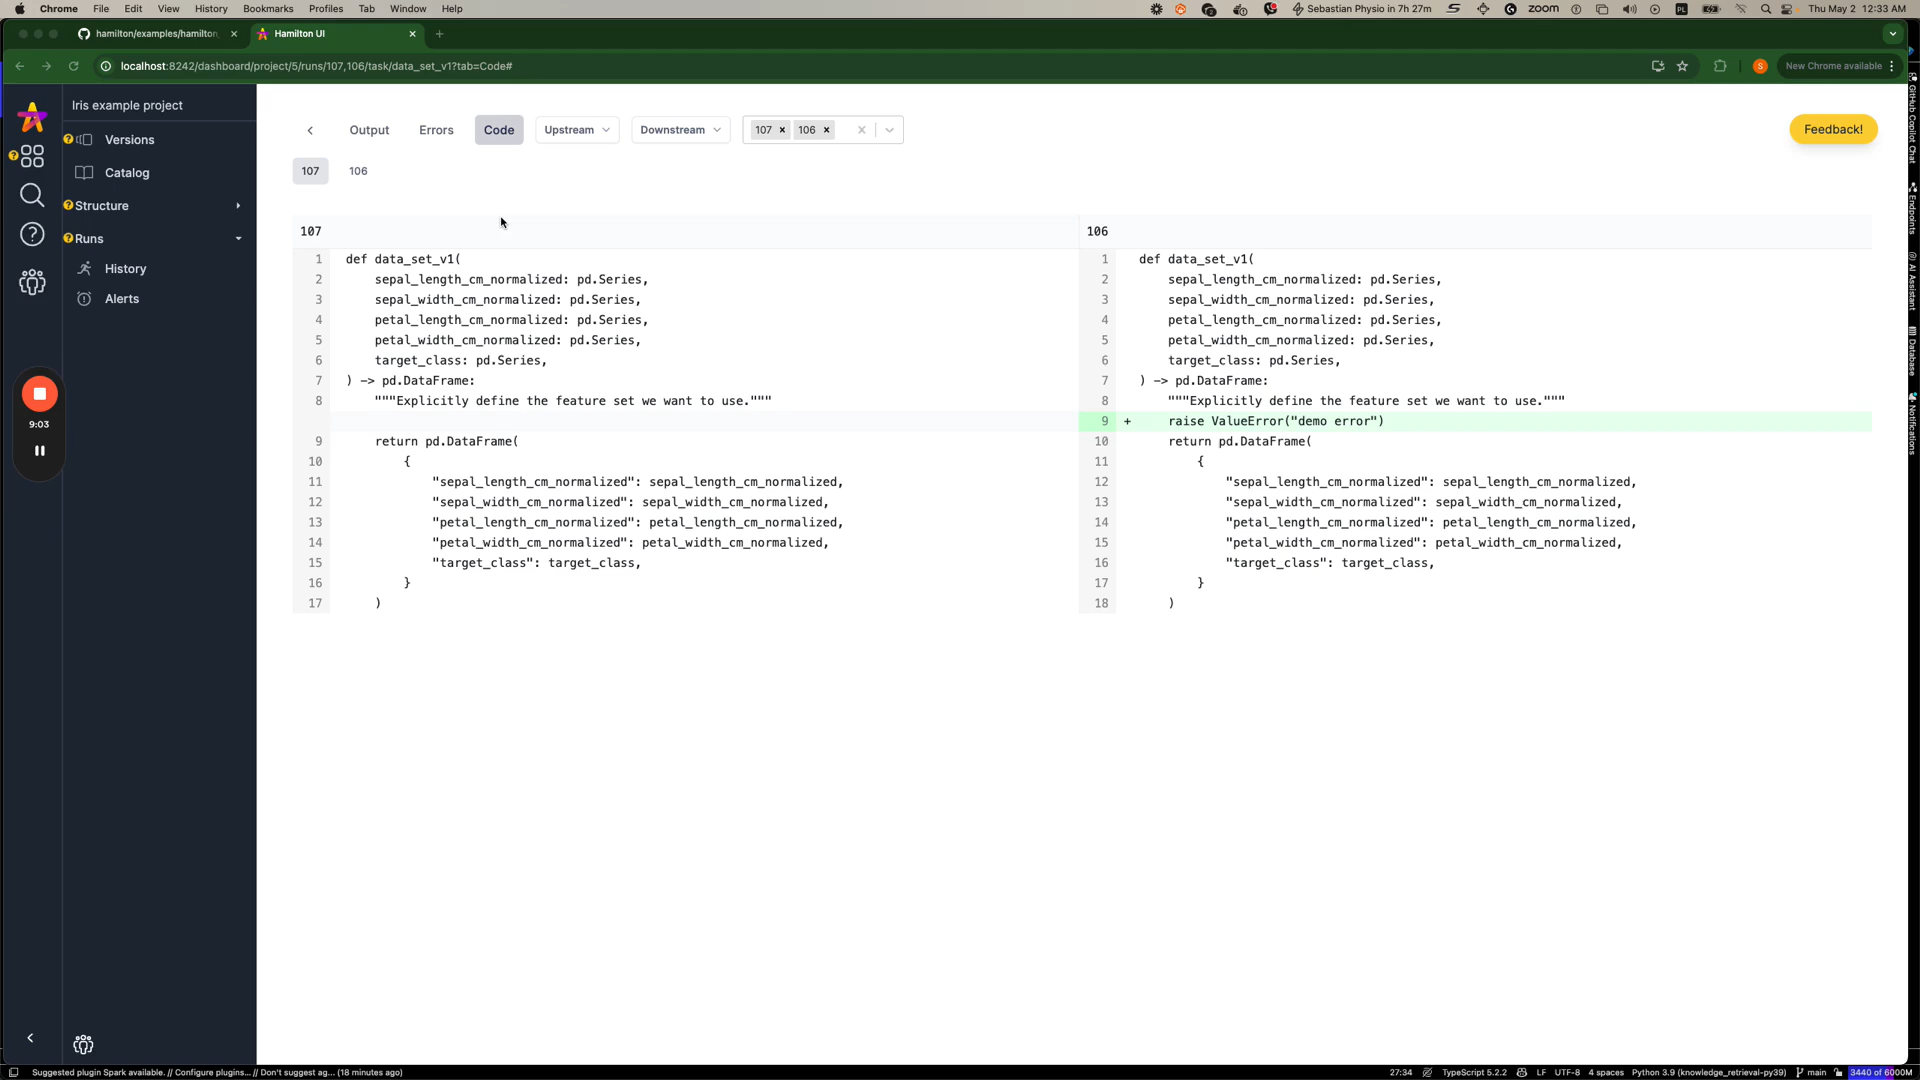 Chrome File Edit View History Bookmarks Profiles Tab Window Help Sebastian Physio in 7h 27m zoom PL Thu May 2 12:33 AM
hamilton/examples/hamilton_ Hamilton UI
localhost:8242/dashboard/project/5/runs/107,106/task/data_set_v1?tab=Code# S New Chrome available
Iris example project
Versions
Catalog
Structure
Runs
History
Alerts
9:03
Output Errors Code Upstream Downstream 107 × 106 × Feedback!
107 106
107
1 def data_set_v1(
2 sepal_length_cm_normalized: pd.Series,
3 sepal_width_cm_normalized: pd.Series,
4 petal_length_cm_normalized: pd.Series,
5 petal_width_cm_normalized: pd.Series,
6 target_class: pd.Series,
7 ) -> pd.DataFrame:
8 """Explicitly define the feature set we want to use."""
9 return pd.DataFrame(
10 {
11 "sepal_length_cm_normalized": sepal_length_cm_normalized,
12 "sepal_width_cm_normalized": sepal_width_cm_normalized,
13 "petal_length_cm_normalized": petal_length_cm_normalized,
14 "petal_width_cm_normalized": petal_width_cm_normalized,
15 "target_class": target_class,
16 }
17 )
106
1 def data_set_v1(
2 sepal_length_cm_normalized: pd.Series,
3 sepal_width_cm_normalized: pd.Series,
4 petal_length_cm_normalized: pd.Series,
5 petal_width_cm_normalized: pd.Series,
6 target_class: pd.Series,
7 ) -> pd.DataFrame:
8 """Explicitly define the feature set we want to use."""
9 + raise ValueError("demo error")
10 return pd.DataFrame(
11 {
12 "sepal_length_cm_normalized": sepal_length_cm_normalized,
13 "sepal_width_cm_normalized": sepal_width_cm_normalized,
14 "petal_length_cm_normalized": petal_length_cm_normalized,
15 "petal_width_cm_normalized": petal_width_cm_normalized,
16 "target_class": target_class,
17 }
18 )
GitHub Copilot Chat
Endpoints
AI Assistant
Database
Notifications
Suggested plugin Spark available. // Configure plugins... // Don't suggest ag... (18 minutes ago) 27:34 TypeScript 5.2.2 LF UTF-8 4 spaces Python 3.9 (knowledge_retrieval-py39) main 3440 of 6000M